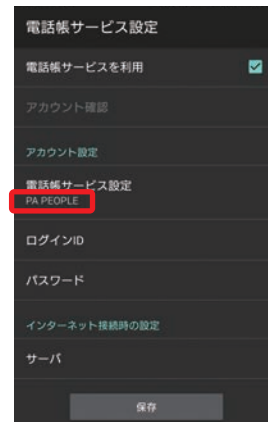 電話帳サービス設定
電話帳サービスを利用
アカウント確認
アカウント設定
電話帳サービス設定
PA PEOPLE
ログインID
パスワード
インターネット接続時の設定
サーバ
保存